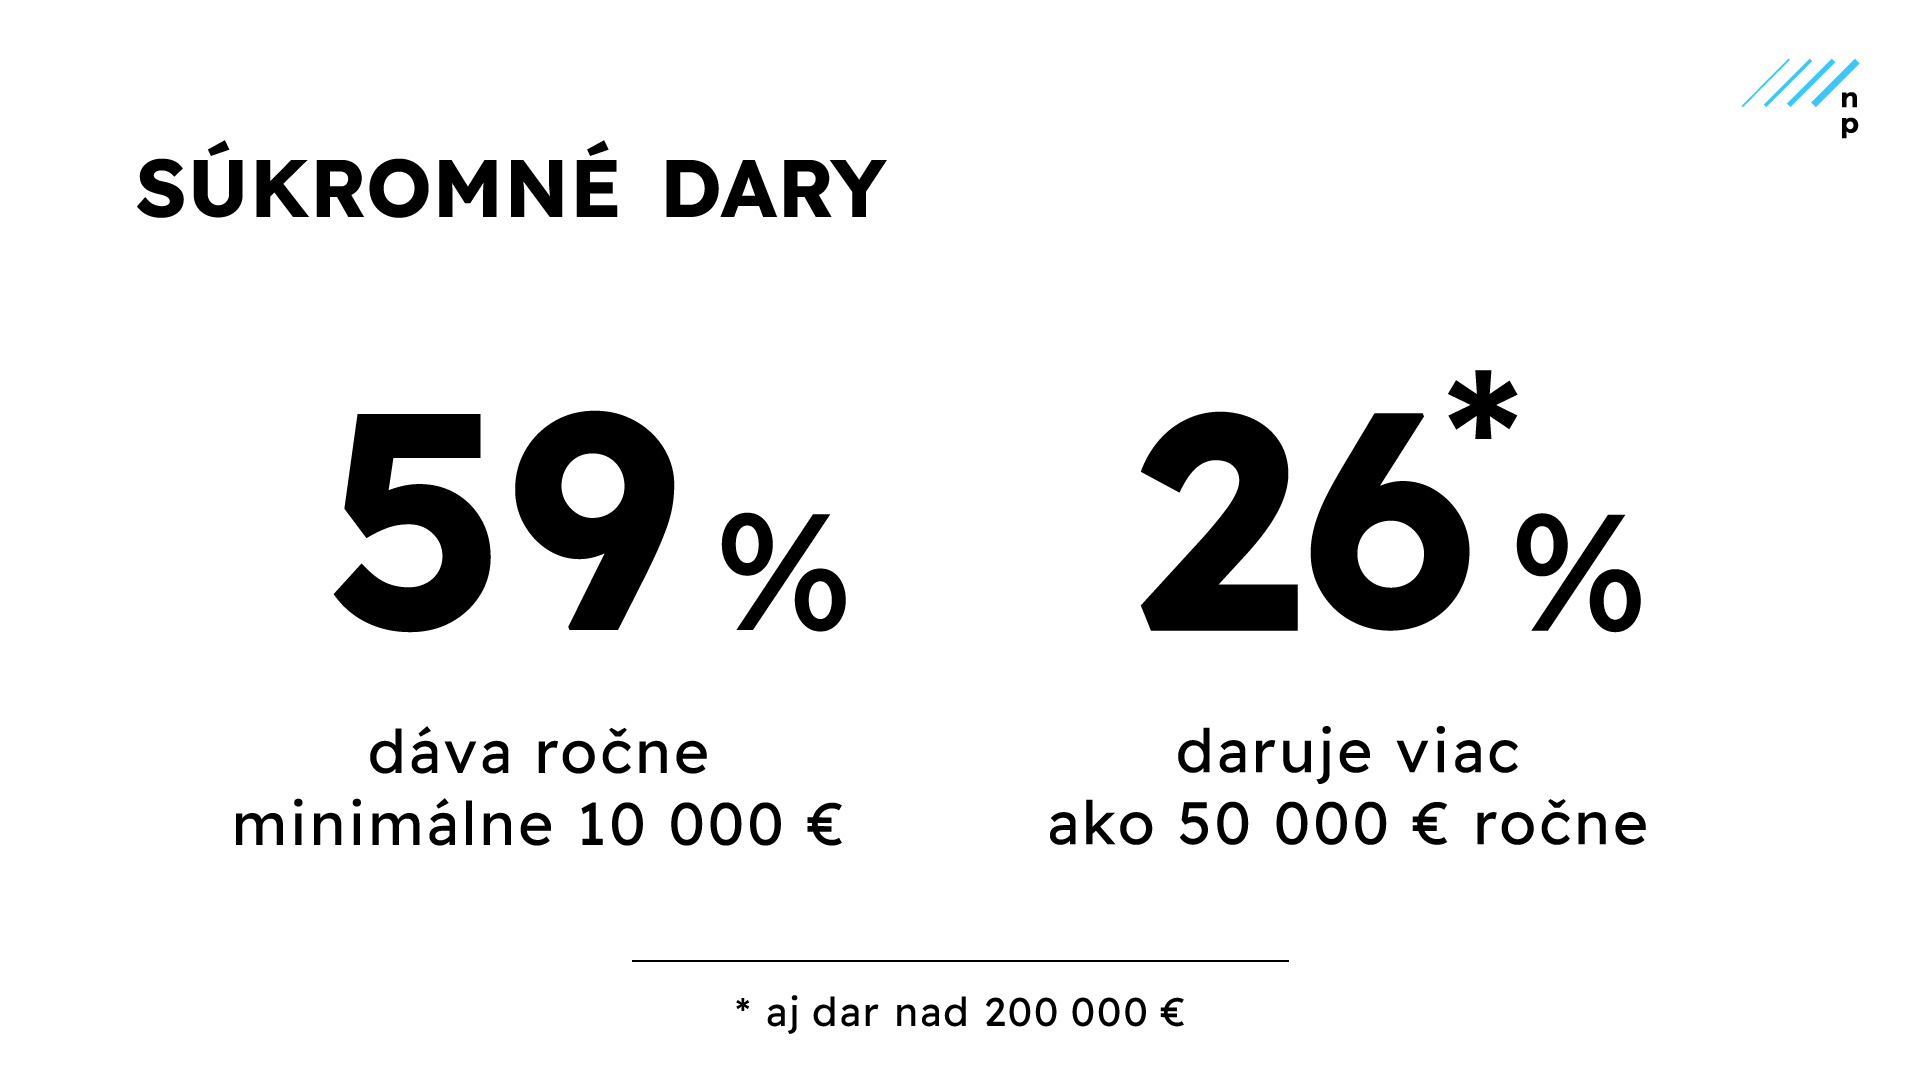 n
p
SÚKROMNÉ DARY
59 %
26* %
dáva ročne
minimálne 10 000 €
daruje viac
ako 50 000 € ročne
* aj dar nad 200 000 €